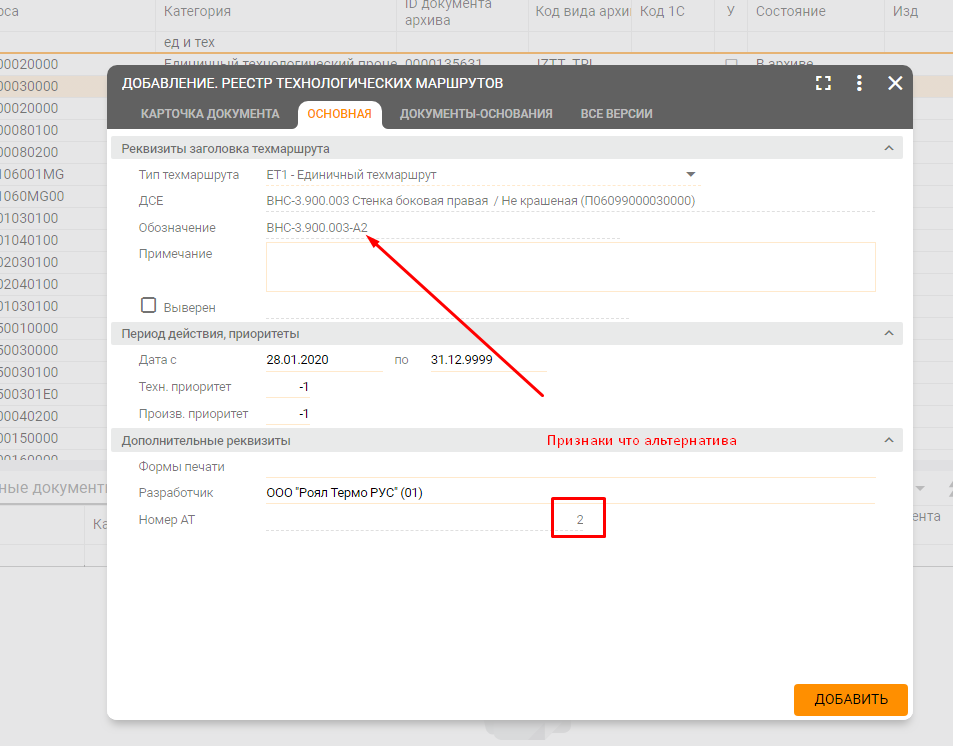 рса Категория ID документа архива Код вида архи Код 1С У Состояние Изд
ед и тех
00020000 Единичный технологический проце 0000135631 IZTT_TPL В архиве
00030000
00020000
00080100
00080200
106001MG
1060MG00
01030100
01040100
02030100
02040100
01030100
50010000
50030000
50030100
500301E0
00040200
00150000
00160000
ные документы
Ка
ента
ДОБАВЛЕНИЕ. РЕЕСТР ТЕХНОЛОГИЧЕСКИХ МАРШРУТОВ
КАРТОЧКА ДОКУМЕНТА ОСНОВНАЯ ДОКУМЕНТЫ-ОСНОВАНИЯ ВСЕ ВЕРСИИ
Реквизиты заголовка техмаршрута
Тип техмаршрута ЕТ1 - Единичный техмаршрут
ДСЕ ВНС-3.900.003 Стенка боковая правая / Не крашеная (П06099000030000)
Обозначение ВНС-3.900.003-А2
Примечание
Выверен
Период действия, приоритеты
Дата с 28.01.2020 по 31.12.9999
Техн. приоритет -1
Произв. приоритет -1
Дополнительные реквизиты Признаки что альтернатива
Формы печати
Разработчик ООО "Роял Термо РУС" (01)
Номер АТ 2
ДОБАВИТЬ